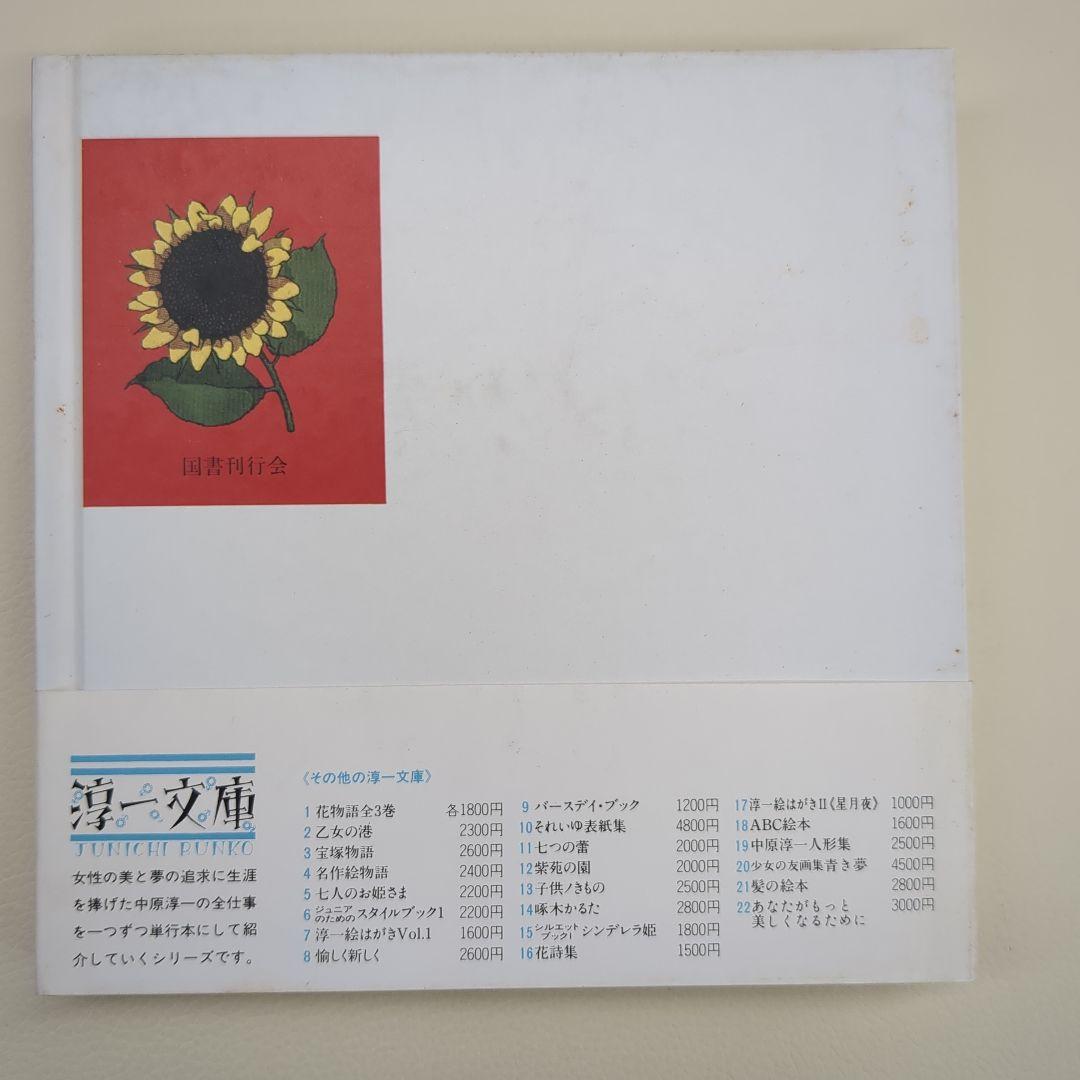 国書刊行会
淳一文庫
JUNICHI BUNKO
女性の美と夢の追求に生涯
を捧げた中原淳一の全仕事
を一つずつ単行本にして紹
介していくシリーズです。
《その他の淳一文庫》
1 花物語全3巻 各1800円
2 乙女の港 2300円
3 宝塚物語 2600円
4 名作絵物語 2400円
5 七人のお姫さま 2200円
6 ジュニアのためのスタイルブック1 2200円
7 淳一絵はがきVol.1 1600円
8 愉しく新しく 2600円
9 バースデイ・ブック 1200円
10 それいゆ表紙集 4800円
11 七つの蕾 2000円
12 紫苑の園 2000円
13 子供ノきもの 2500円
14 啄木かるた 2800円
15 シルエットブック1 シンデレラ姫 1800円
16 花詩集 1500円
17 淳一絵はがきII《星月夜》 1000円
18 ABC絵本 1600円
19 中原淳一人形集 2500円
20 少女の友画集青き夢 4500円
21 髪の絵本 2800円
22 あなたがもっと 3000円
美しくなるために